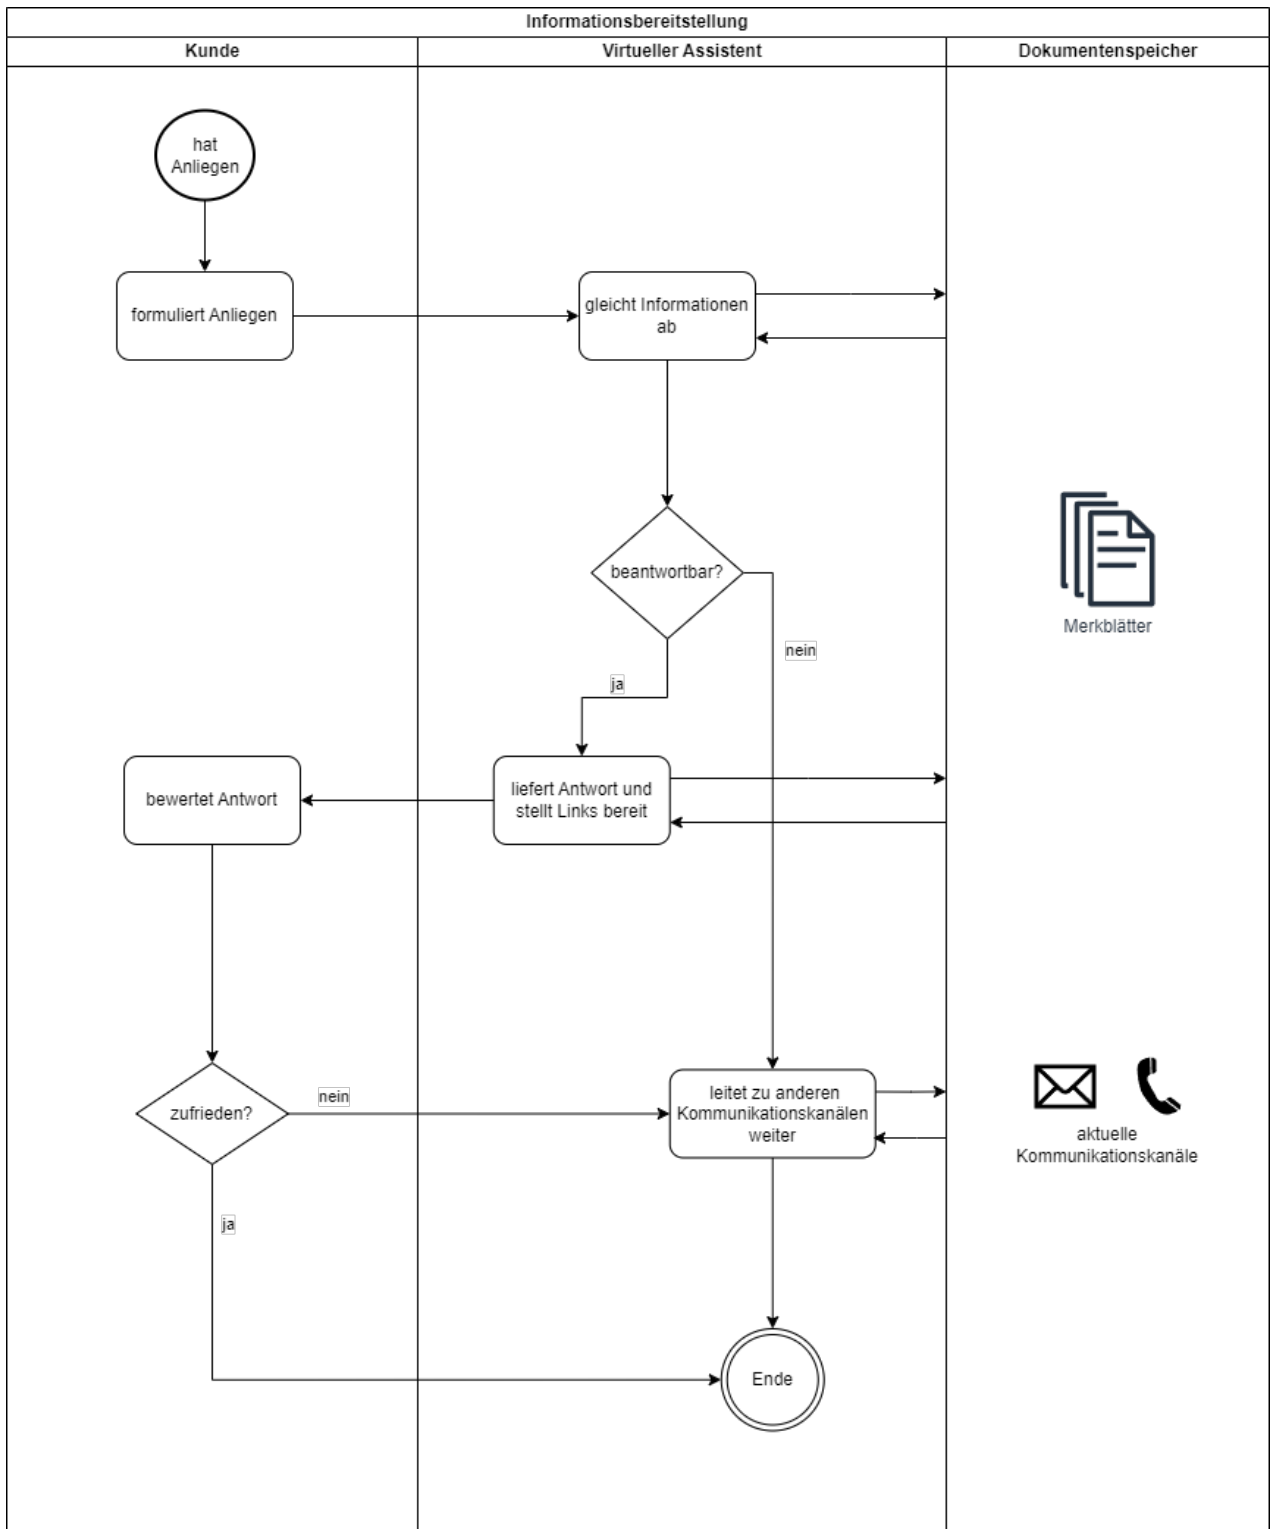 Informationsbereitstellung
Kunde
Virtueller Assistent
Dokumentenspeicher
hat
Anliegen
formuliert Anliegen
gleicht Informationen
ab
beantwortbar?
Merkblätter
nein
ja
bewertet Antwort
liefert Antwort und
stellt Links bereit
zufrieden?
nein
leitet zu anderen
Kommunikationskanälen
weiter
aktuelle
Kommunikationskanäle
ja
Ende